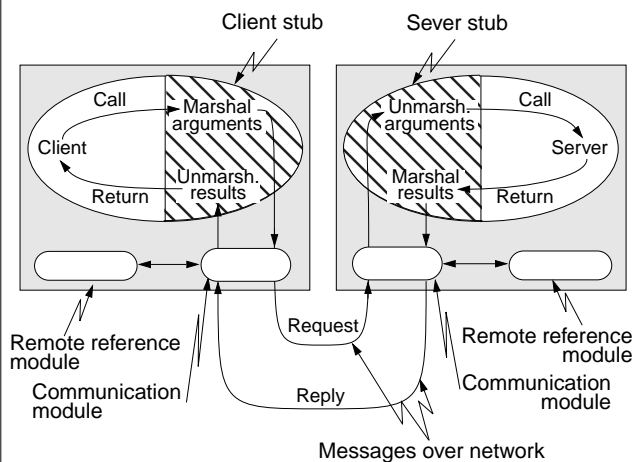 Client stub
Sever stub
Call
Marshal
arguments
Client
Unmarsh.
results
Return
Unmarsh.
arguments
Call
Server
Marshal
results
Return
Request
Reply
Remote reference
module
Communication
module
Remote reference
module
Communication
module
Messages over network